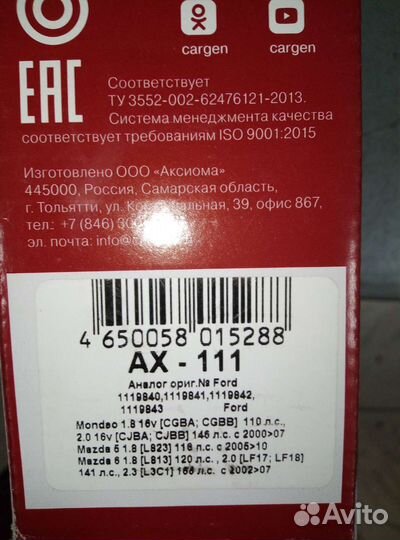 cargen cargen
EAC
Соответствует
ТУ 3552-002-62476121-2013.
Система менеджмента качества
соответствует требованиям ISO 9001:2015
Изготовлено ООО «Аксиома»
445000, Россия, Самарская область,
г. Тольятти, ул. 39, офис 867,
тел.: +7 (846)
эл. почта:
4 650058 015288
AX - 111
Аналог ориг.№ Ford
1119840,1119841,1119842,
1119843 Ford
Mondeo 1.8 16v [CGBA; CGBB] 110 л.с.,
2.0 16v [CJBA; CJBB] 146 л.с. с 2000>07
Mazda 5 1.8 [L823] 116 л.с. с 2005>10
Mazda 6 1.8 [L813] 120 л.с. , 2.0 [LF17; LF18]
141 л.с., 2.3 [L3C1] 166 л.с. с 2002>07
Avito